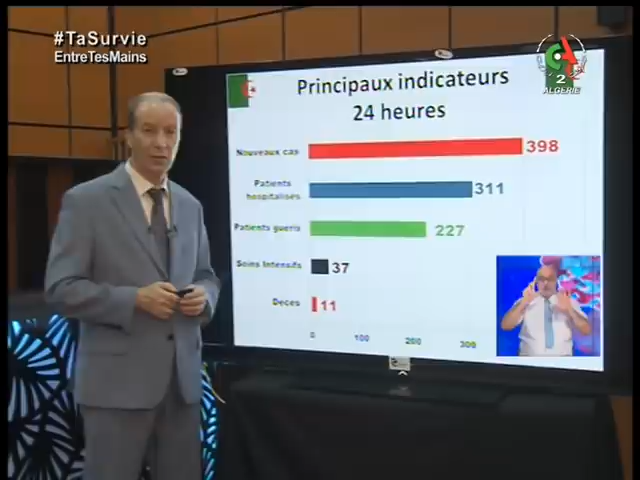 #TaSurvie
EntreTesMains
Principaux indicateurs
24 heures
2
ALGERIE
Nouveaux cas
398
Patients
hospitalisés
311
Patients guéris
227
Soins Intensifs
37
Décès
11
0
100
200
300